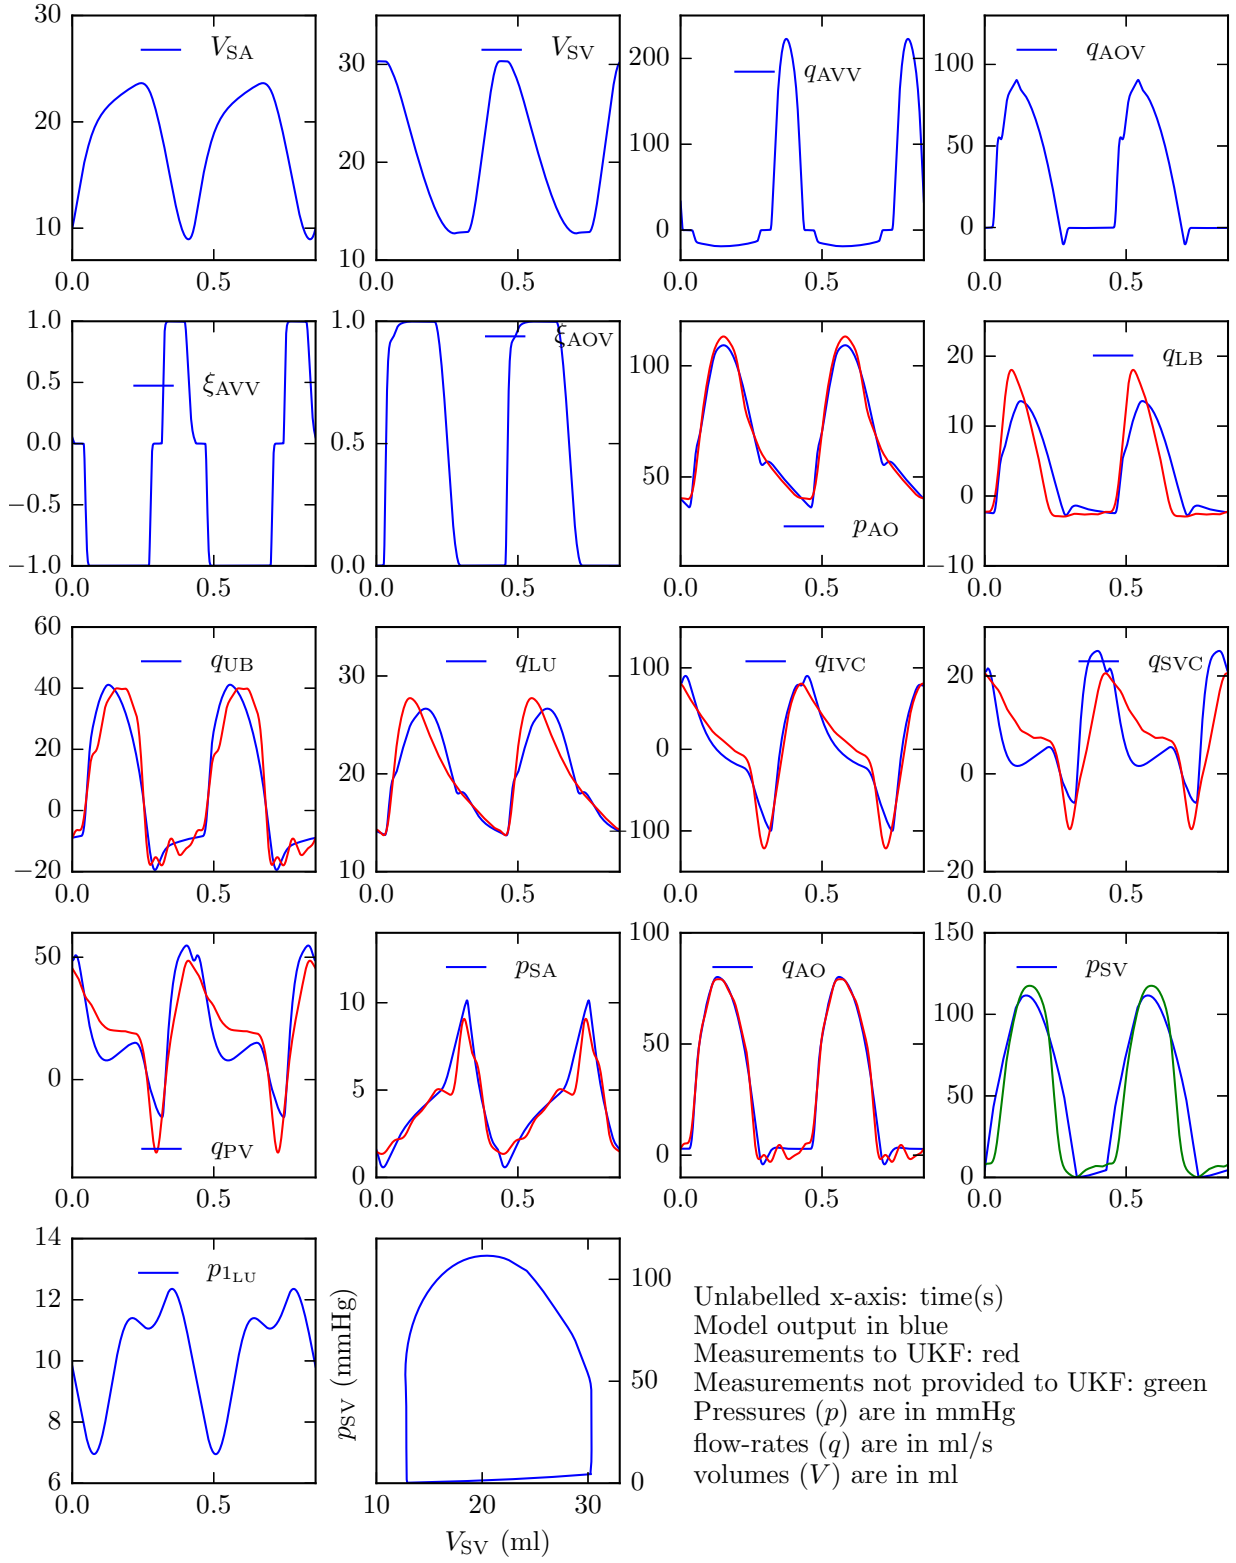 30
20
10
0.0 0.5
V_SA
30
20
10
0.0 0.5
V_SV
200
100
0
0.0 0.5
q_AVV
100
50
0
0.0 0.5
q_AOV
1.0
0.5
0.0
−0.5
−1.0
0.0 0.5
ξ_AVV
1.0
0.5
0.0
0.0 0.5
ξ_AOV
100
50
0.0 0.5
p_AO
20
10
0
−10
0.0 0.5
q_LB
60
40
20
0
−20
0.0 0.5
q_UB
30
20
10
0.0 0.5
q_LU
100
0
−100
0.0 0.5
q_IVC
20
0
−20
0.0 0.5
q_SVC
50
0
0.0 0.5
q_PV
10
5
0
0.0 0.5
p_SA
100
50
0
0.0 0.5
q_AO
150
100
50
0
0.0 0.5
p_SV
14
12
10
8
6
0.0 0.5
p_1_LU
p_SV (mmHg)
100
50
0
10 20 30
V_SV (ml)
Unlabelled x-axis: time(s)
Model output in blue
Measurements to UKF: red
Measurements not provided to UKF: green
Pressures (p) are in mmHg
flow-rates (q) are in ml/s
volumes (V) are in ml